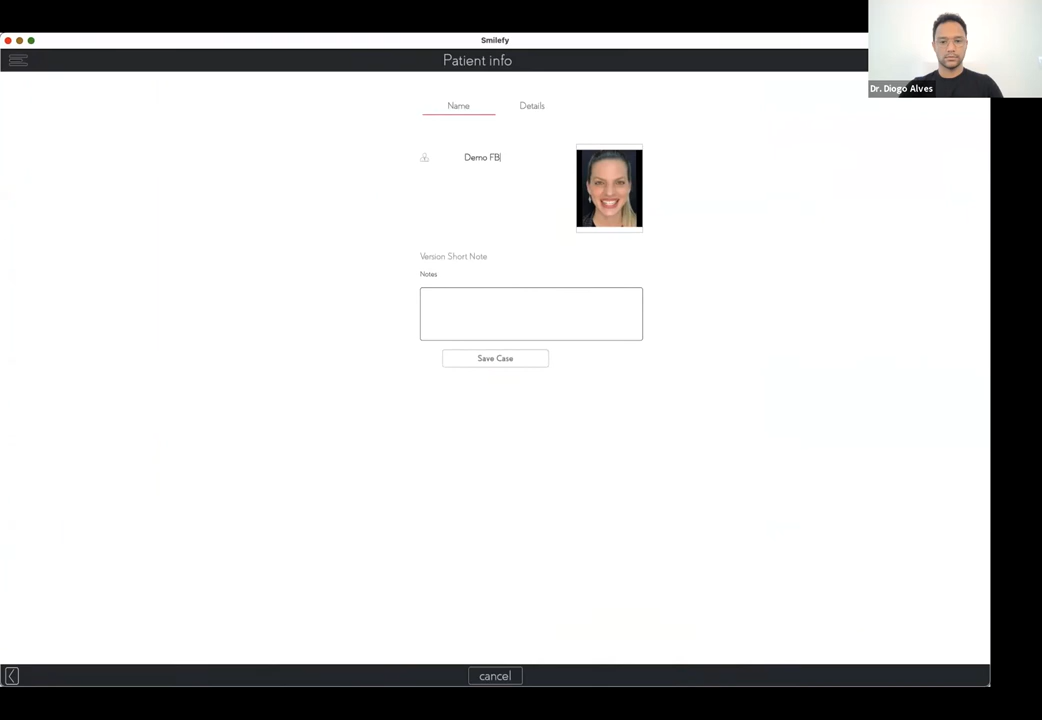 Smilefy
Patient info
Dr. Diogo Alves
Name
Details
Demo FB
Version Short Note
Notes
Save Case
cancel